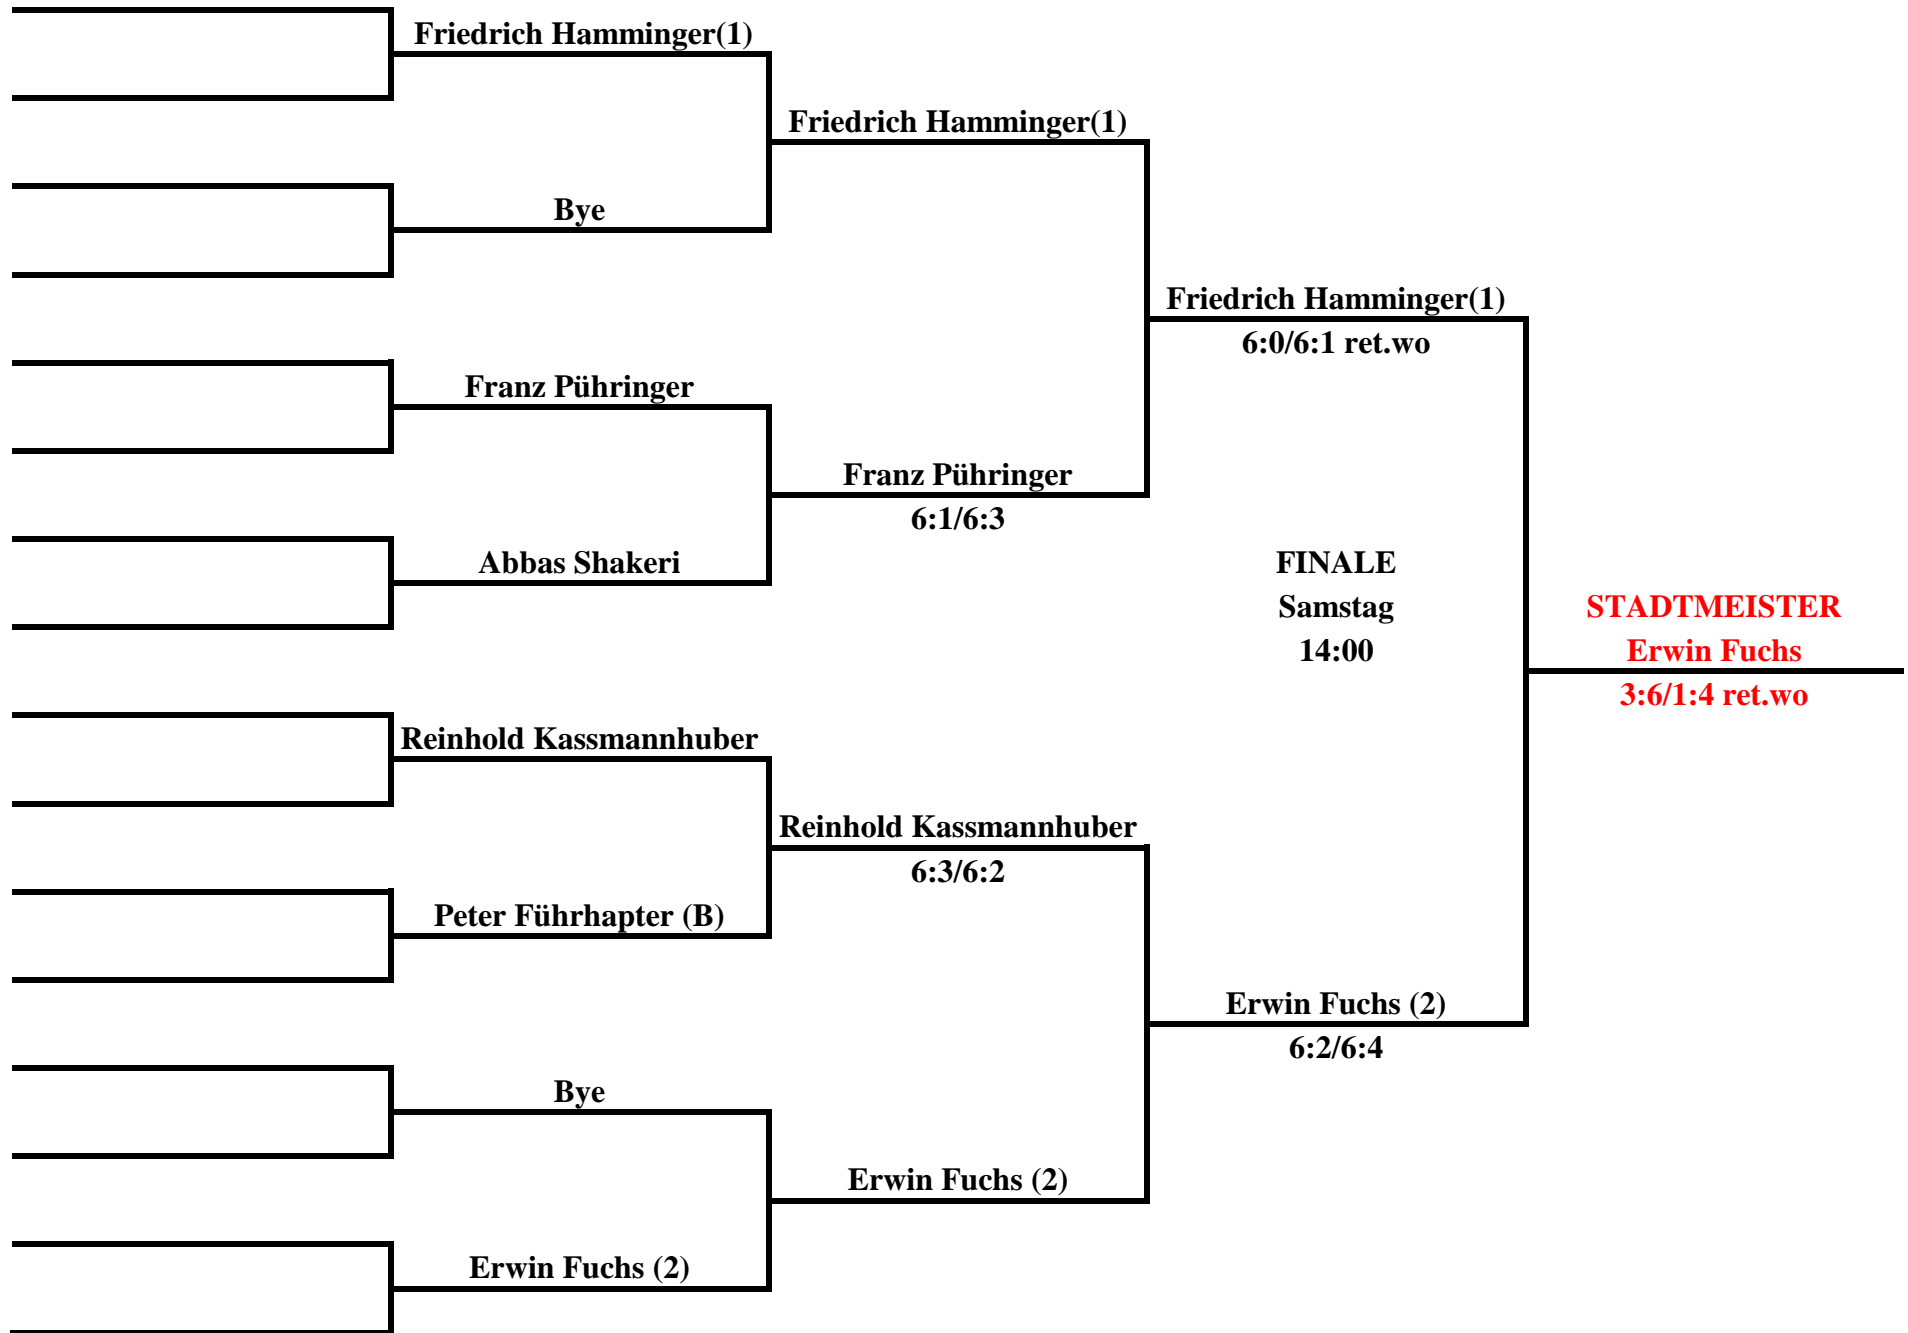 Friedrich Hamminger(1)
Friedrich Hamminger(1)
Bye
Friedrich Hamminger(1)
6:0/6:1 ret.wo
Franz Pühringer
Franz Pühringer
6:1/6:3
Abbas Shakeri
FINALE
Samstag
14:00
STADTMEISTER
Erwin Fuchs
3:6/1:4 ret.wo
Reinhold Kassmannhuber
Reinhold Kassmannhuber
6:3/6:2
Peter Führhapter (B)
Erwin Fuchs (2)
6:2/6:4
Bye
Erwin Fuchs (2)
Erwin Fuchs (2)